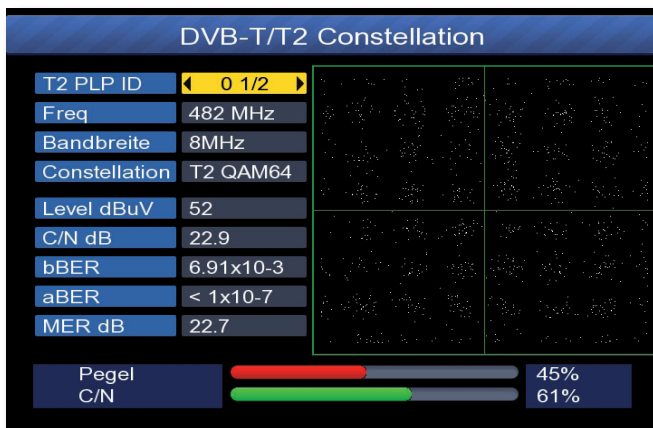 DVB-T/T2 Constellation
T2 PLP ID 0 1/2
Freq 482 MHz
Bandbreite 8MHz
Constellation T2 QAM64
Level dBuV 52
C/N dB 22.9
bBER 6.91x10-3
aBER < 1x10-7
MER dB 22.7
Pegel 45%
C/N 61%